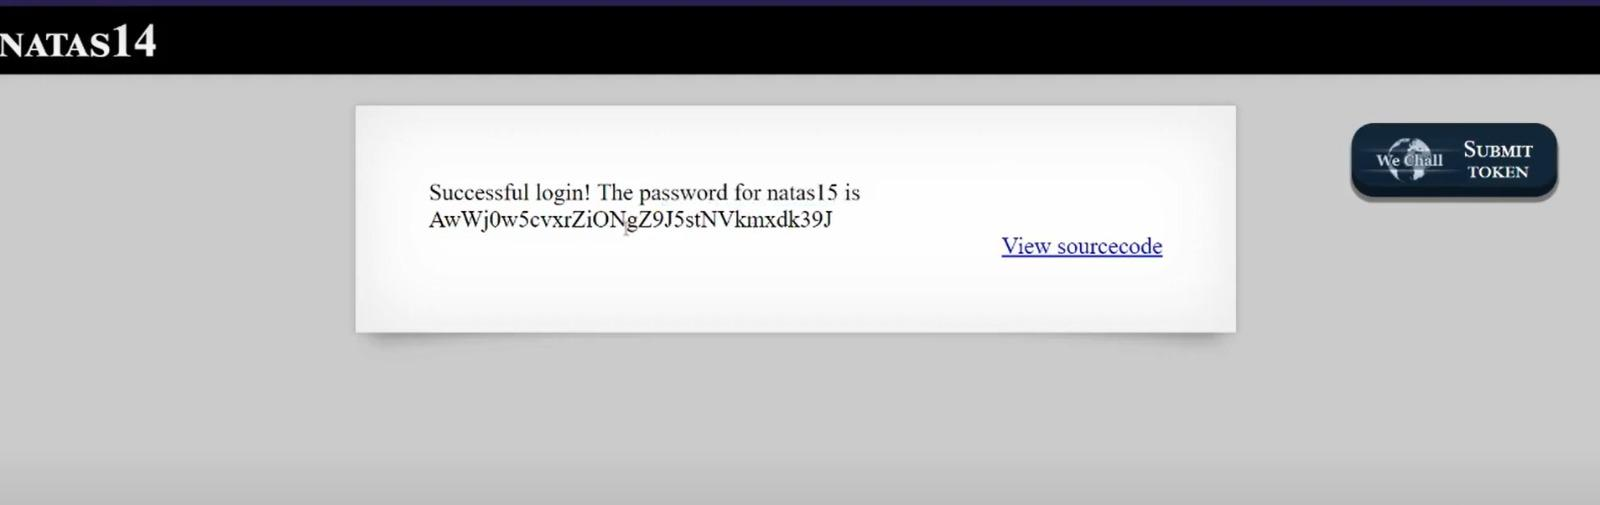 NATAS14
We Chall
SUBMIT
TOKEN
Successful login! The password for natas15 is
AwWj0w5cvxrZiONgZ9J5stNVkmxdk39J
View sourcecode